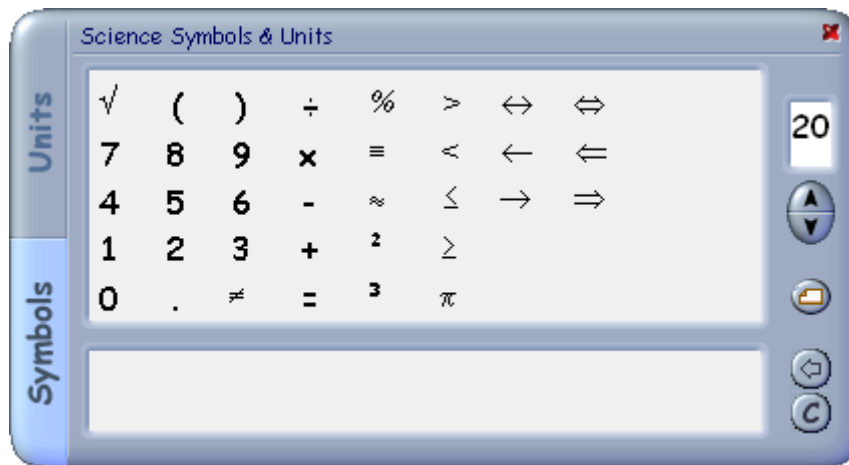 Science Symbols & Units
Units
Symbols
√ ( ) ÷ % > ↔ ⇔
7 8 9 x ≡ < ← ⇐
4 5 6 - ≈ ≤ → ⇒
1 2 3 + ² ≥
0 . ≠ = ³ π
20
C